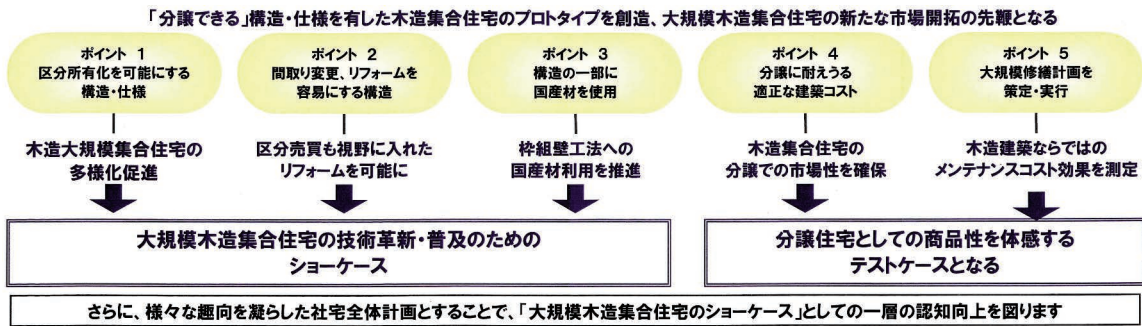 「分譲できる」構造・仕様を有した木造集合住宅のプロトタイプを創造、大規模木造集合住宅の新たな市場開拓の先鞭となる
ポイント 1
区分所有化を可能にする
構造・仕様
ポイント 2
間取り変更、リフォームを
容易にする構造
ポイント 3
構造の一部に
国産材を使用
ポイント 4
分譲に耐えうる
適正な建築コスト
ポイント 5
大規模修繕計画を
策定・実行
木造大規模集合住宅の
多様化促進
区分売買も視野に入れた
リフォームを可能に
枠組壁工法への
国産材利用を推進
木造集合住宅の
分譲での市場性を確保
木造建築ならではの
メンテナンスコスト効果を測定
大規模木造集合住宅の技術革新・普及のための
ショーケース
分譲住宅としての商品性を体感する
テストケースとなる
さらに、様々な趣向を凝らした社宅全体計画とすることで、「大規模木造集合住宅のショーケース」としての一層の認知向上を図ります